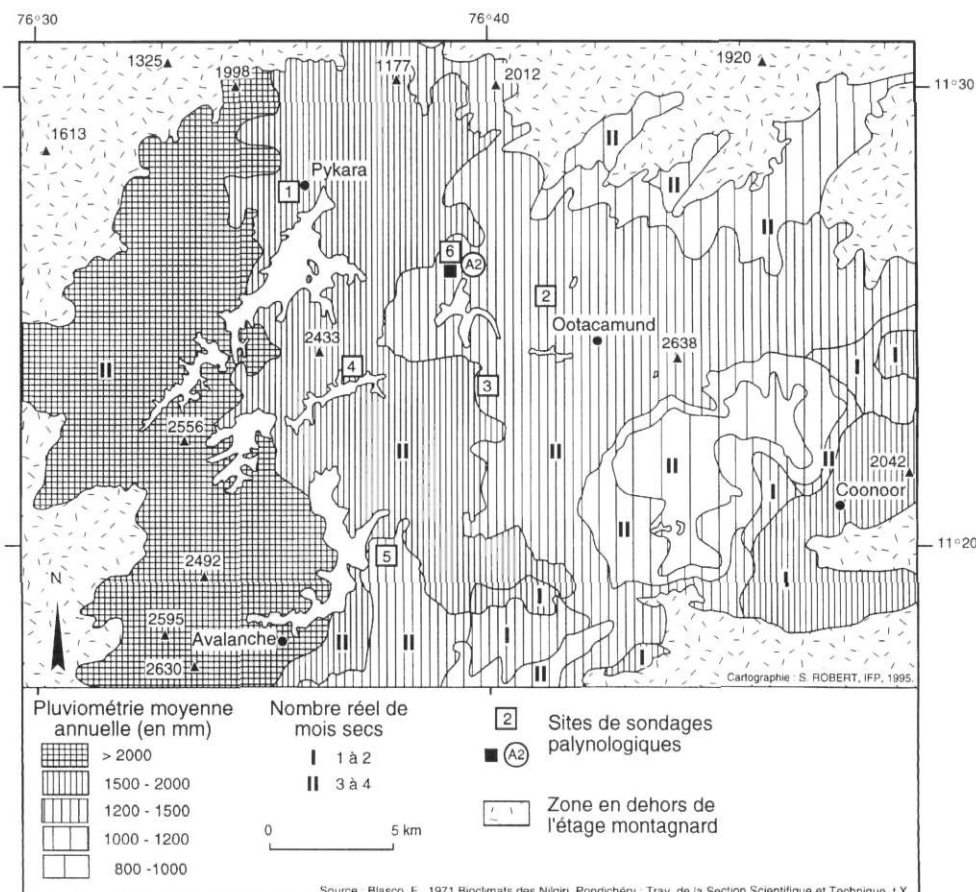 76°30
76°40
1325
1998
1177
2012
1920
11°30
1613
II
II
1
Pykara
II
6
A2
2
Ootacamund
2433
2638
I
I
II
4
3
2556
II
II
II
II
2042
I
Coonoor
II
5
11°20
2492
I
N
I
2595
I
Avalanche
II
II
I
2630
II
Cartographie : S. ROBERT, IFP, 1995.
Pluviométrie moyenne
annuelle (en mm)
> 2000
1500 - 2000
1200 - 1500
1000 - 1200
800 -1000
Nombre réel de
mois secs
I 1 à 2
II 3 à 4
0 5 km
2 Sites de sondages
A2 palynologiques
Zone en dehors de
l'étage montagnard
Source : Blasco, F., 1971 Bioclimats des Nilgiri, Pondichéry : Trav. de la Section Scientifique et Technique, t.X.